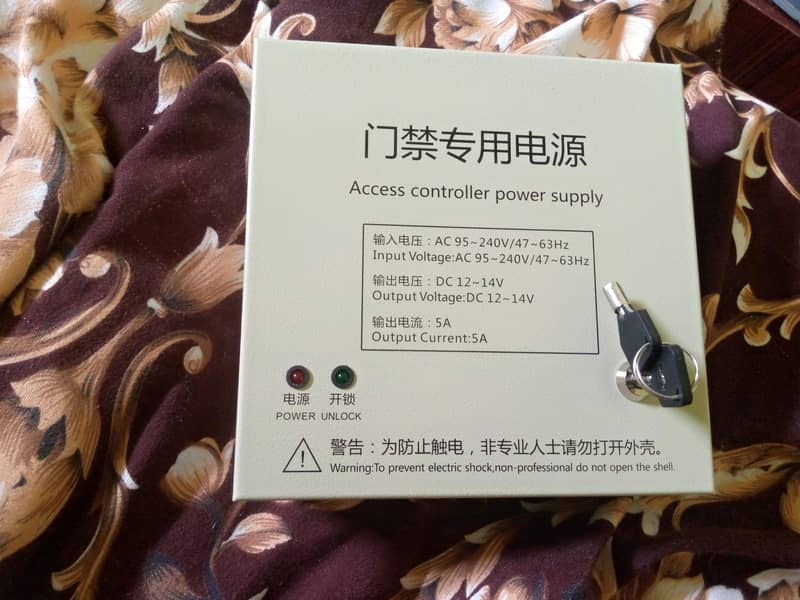 门禁专用电源
Access controller power supply
输入电压：AC 95~240V/47~63Hz
Input Voltage:AC 95~240V/47~63Hz
输出电压：DC 12~14V
Output Voltage:DC 12~14V
输出电流：5A
Output Current:5A
电源 开锁
POWER UNLOCK
警告：为防止触电，非专业人士请勿打开外壳。
Warning:To prevent electric shock,non-professional do not open the shell.